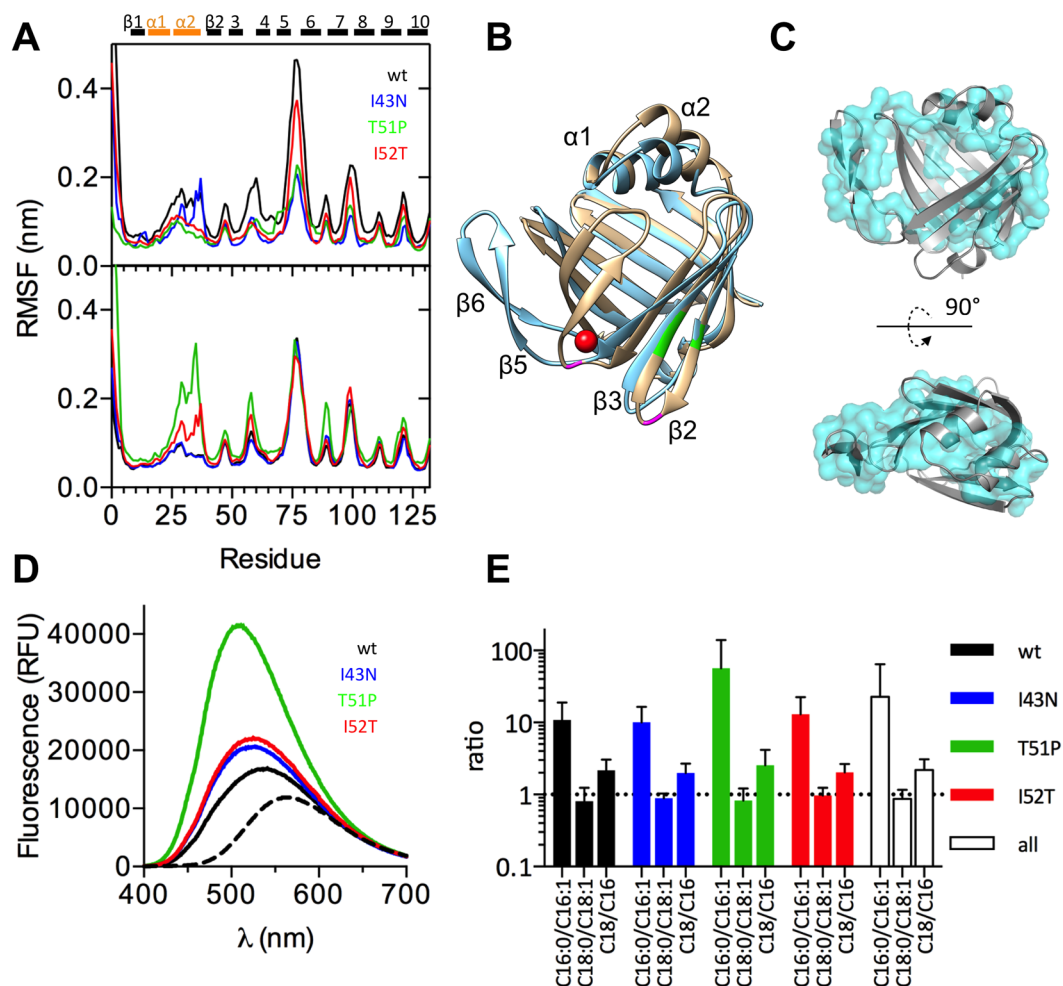 A
β1 α1 α2 β2 3 4 5 6 7 8 9 10
wt
I43N
T51P
I52T
0.4
0.2
0.0
0.4
0.2
0.0
RMSF (nm)
0 25 50 75 100 125
Residue
B
α2
α1
β6
β5
β3
β2
C
90°
D
Fluorescence (RFU)
40000
30000
20000
10000
0
wt
I43N
T51P
I52T
400 500 600 700
λ (nm)
E
ratio
100
10
1
0.1
C16:0/C16:1
C18:0/C18:1
C18/C16
C16:0/C16:1
C18:0/C18:1
C18/C16
C16:0/C16:1
C18:0/C18:1
C18/C16
C16:0/C16:1
C18:0/C18:1
C18/C16
C16:0/C16:1
C18:0/C18:1
C18/C16
wt
I43N
T51P
I52T
all